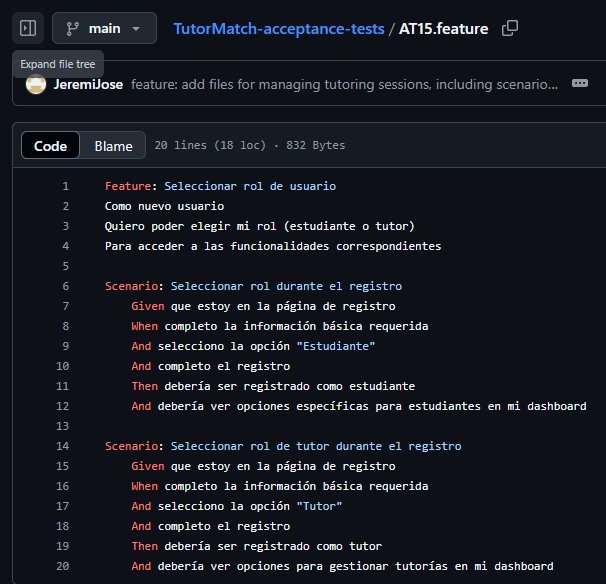 main
TutorMatch-acceptance-tests / AT15.feature
Expand file tree
JeremiJose feature: add files for managing tutoring sessions, including scenario...
Code Blame 20 lines (18 loc) · 832 Bytes
1 Feature: Seleccionar rol de usuario
2 Como nuevo usuario
3 Quiero poder elegir mi rol (estudiante o tutor)
4 Para acceder a las funcionalidades correspondientes
5
6 Scenario: Seleccionar rol durante el registro
7 Given que estoy en la página de registro
8 When completo la información básica requerida
9 And selecciono la opción "Estudiante"
10 And completo el registro
11 Then debería ser registrado como estudiante
12 And debería ver opciones específicas para estudiantes en mi dashboard
13
14 Scenario: Seleccionar rol de tutor durante el registro
15 Given que estoy en la página de registro
16 When completo la información básica requerida
17 And selecciono la opción "Tutor"
18 And completo el registro
19 Then debería ser registrado como tutor
20 And debería ver opciones para gestionar tutorías en mi dashboard